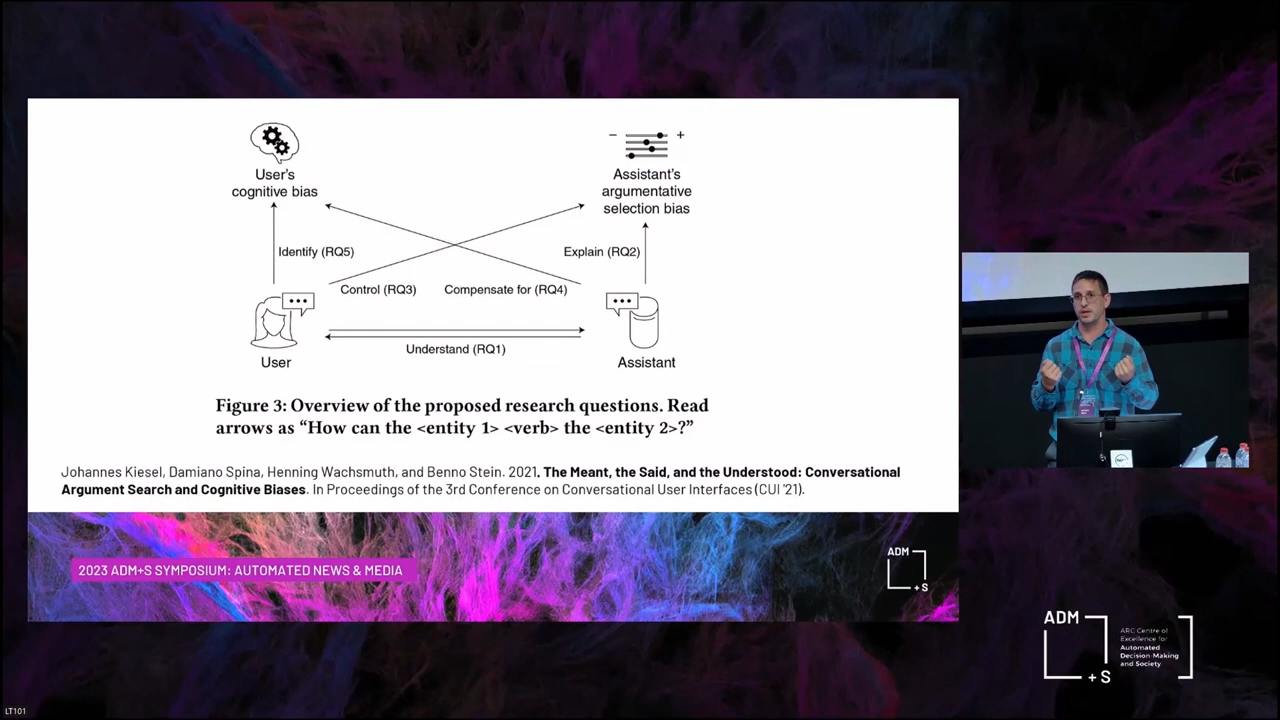 − +
User's
cognitive bias
Assistant's
argumentative
selection bias
Identify (RQ5)
Explain (RQ2)
Control (RQ3)
Compensate for (RQ4)
Understand (RQ1)
User
Assistant
Figure 3: Overview of the proposed research questions. Read
arrows as “How can the <entity 1> <verb> the <entity 2>?”
Johannes Kiesel, Damiano Spina, Henning Wachsmuth, and Benno Stein. 2021. The Meant, the Said, and the Understood: Conversational
Argument Search and Cognitive Biases. In Proceedings of the 3rd Conference on Conversational User Interfaces (CUI '21).
2023 ADM+S SYMPOSIUM: AUTOMATED NEWS & MEDIA
ADM
+ S
ADM
+ S
ARC Centre of
Excellence for
Automated
Decision-Making
and Society
LT101